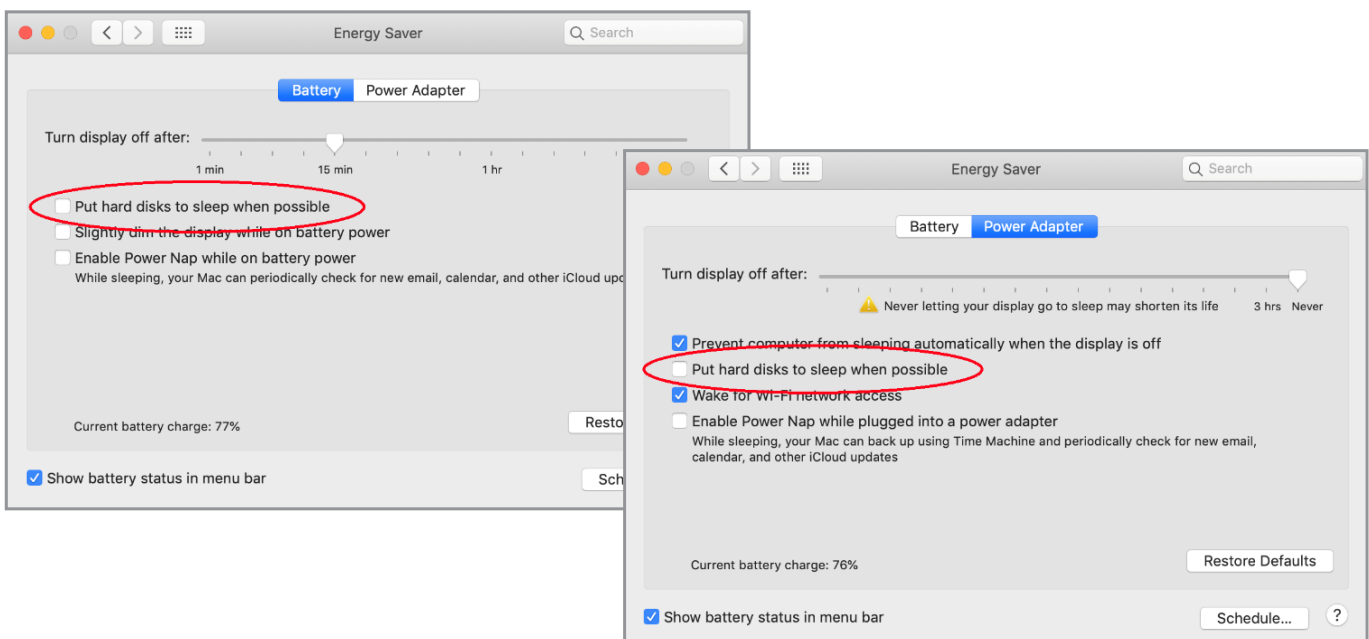 Energy Saver
Search
Battery
Power Adapter
Turn display off after:
1 min
15 min
1 hr
Put hard disks to sleep when possible
Slightly dim the display while on battery power
Enable Power Nap while on battery power
While sleeping, your Mac can periodically check for new email, calendar, and other iCloud
Current battery charge: 77%
Show battery status in menu bar
Energy Saver
Search
Battery
Power Adapter
Turn display off after:
Never letting your display go to sleep may shorten its life
3 hrs
Never
Prevent computer from sleeping automatically when the display is off
Put hard disks to sleep when possible
Wake for Wi-Fi network access
Enable Power Nap while plugged into a power adapter
While sleeping, your Mac can back up using Time Machine and periodically check for new email,
calendar, and other iCloud updates
Current battery charge: 76%
Restore Defaults
Show battery status in menu bar
Schedule...
?